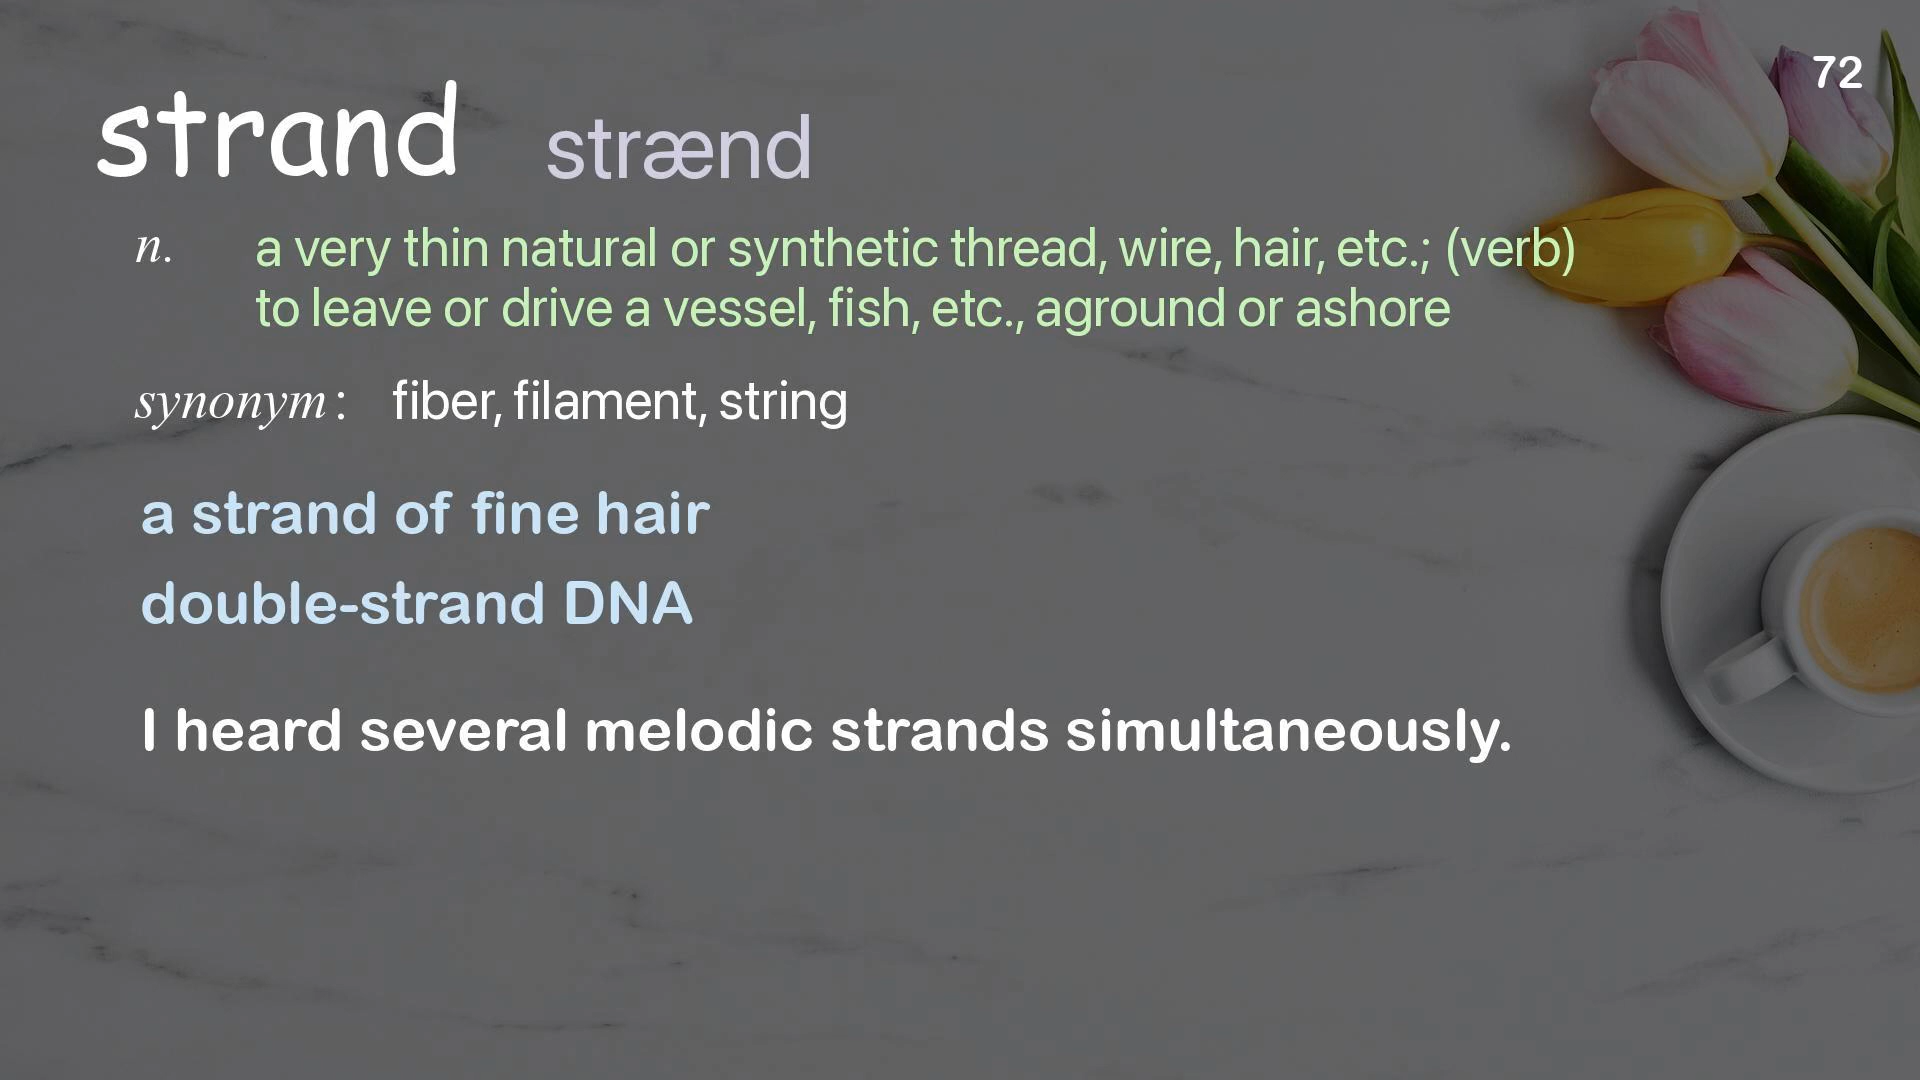 72
strand strænd
n. a very thin natural or synthetic thread, wire, hair, etc.; (verb)
to leave or drive a vessel, fish, etc., aground or ashore
synonym: fiber, filament, string
a strand of fine hair
double-strand DNA
I heard several melodic strands simultaneously.